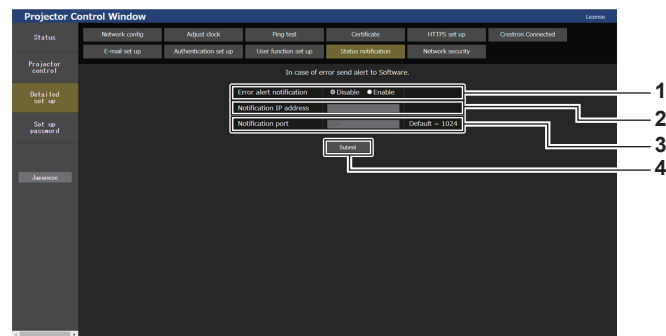 Projector Control Window
License
Status
Network config
Adjust clock
Ping test
Certificate
HTTPS set up
Crestron Connected
E-mail set up
Authentication set up
User function set up
Status notification
Network security
Projector
control
Detailed
set up
Set up
password
Japanese
In case of error send alert to Software.
Error alert notification
Disable
Enable
1
Notification IP address
2
Notification port
Default = 1024
3
Submit
4